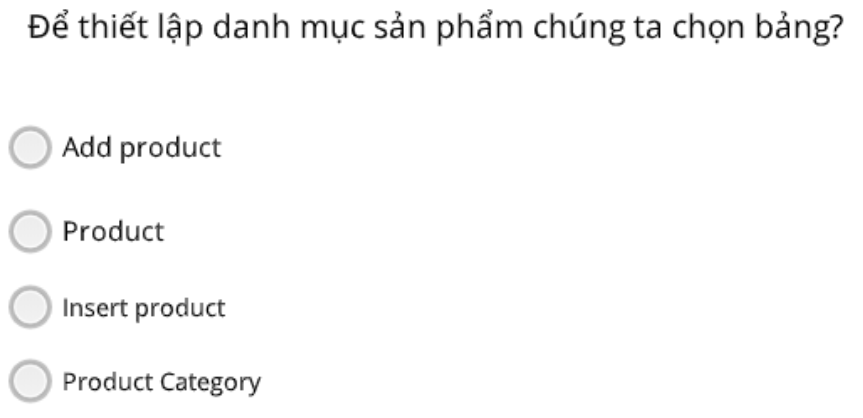 Để thiết lập danh mục sản phẩm chúng ta chọn bảng?
Add product
Product
Insert product
Product Category